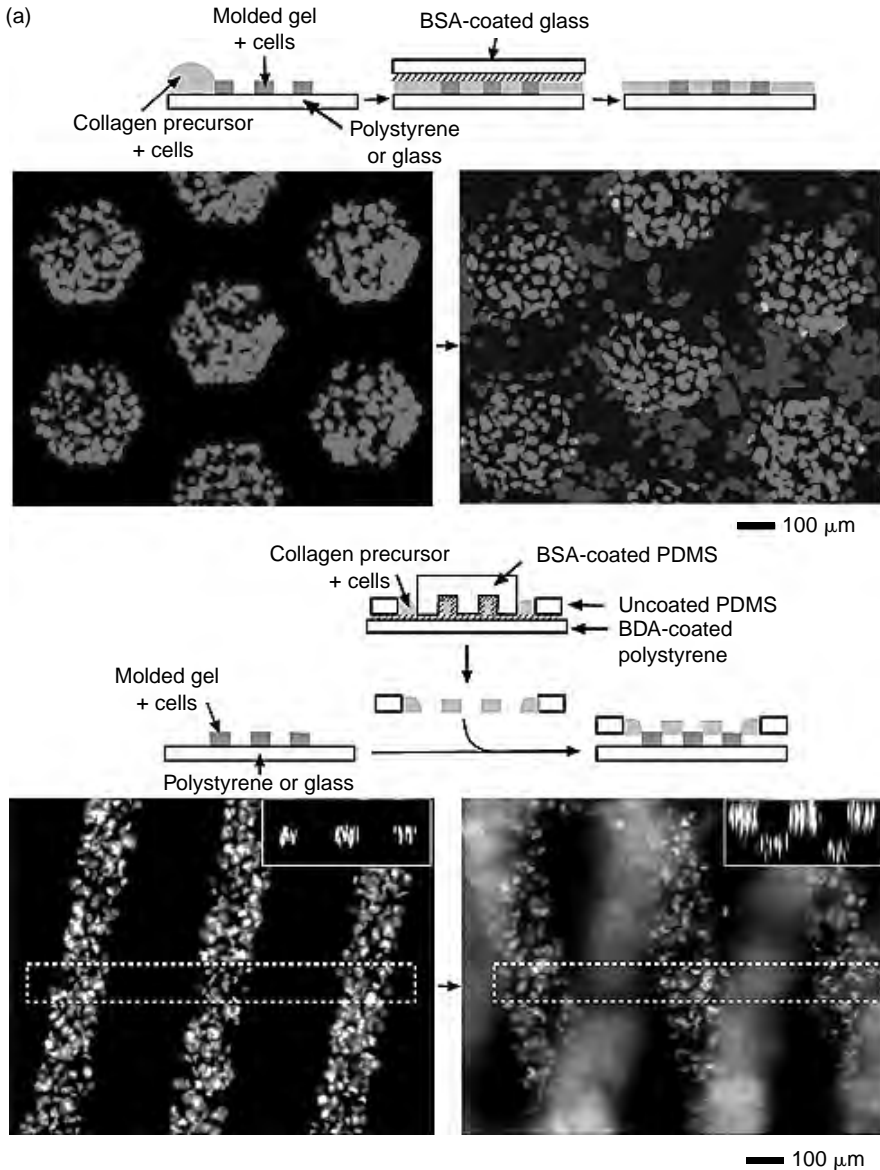 (a)
Molded gel
+ cells
BSA-coated glass
Collagen precursor
+ cells
Polystyrene
or glass
100 μm
Collagen precursor
+ cells
BSA-coated PDMS
Uncoated PDMS
BDA-coated
polystyrene
Molded gel
+ cells
Polystyrene or glass
100 μm